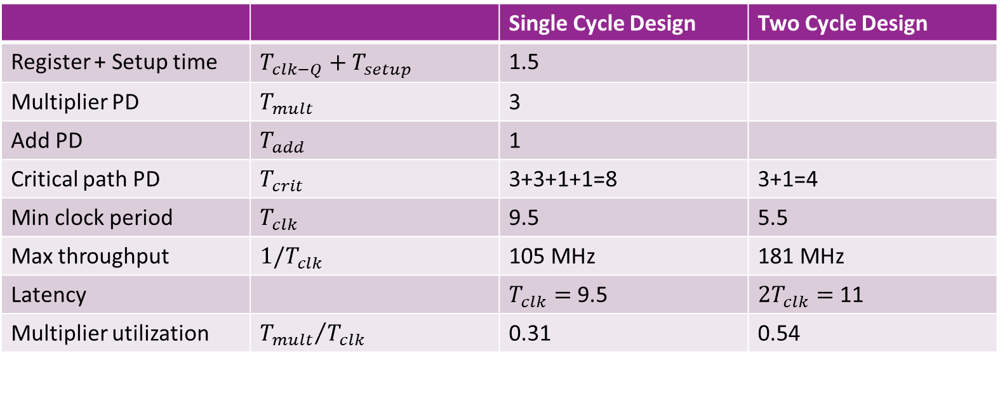 Single Cycle Design Two Cycle Design
Register + Setup time T_{clk-Q} + T_{setup} 1.5
Multiplier PD T_{mult} 3
Add PD T_{add} 1
Critical path PD T_{crit} 3+3+1+1=8 3+1=4
Min clock period T_{clk} 9.5 5.5
Max throughput 1/T_{clk} 105 MHz 181 MHz
Latency T_{clk} = 9.5 2T_{clk} = 11
Multiplier utilization T_{mult}/T_{clk} 0.31 0.54